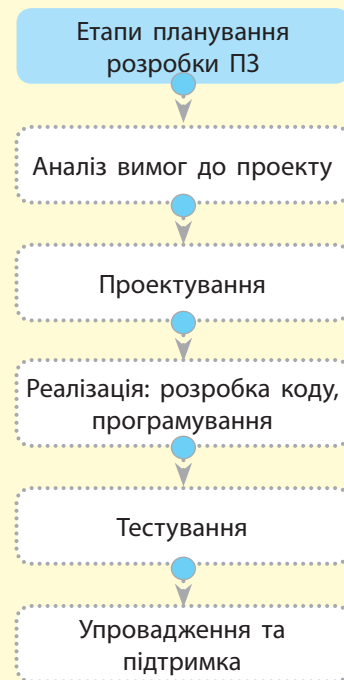 Етапи планування
розробки ПЗ
Аналіз вимог до проекту
Проектування
Реалізація: розробка коду,
програмування
Тестування
Упровадження та
підтримка